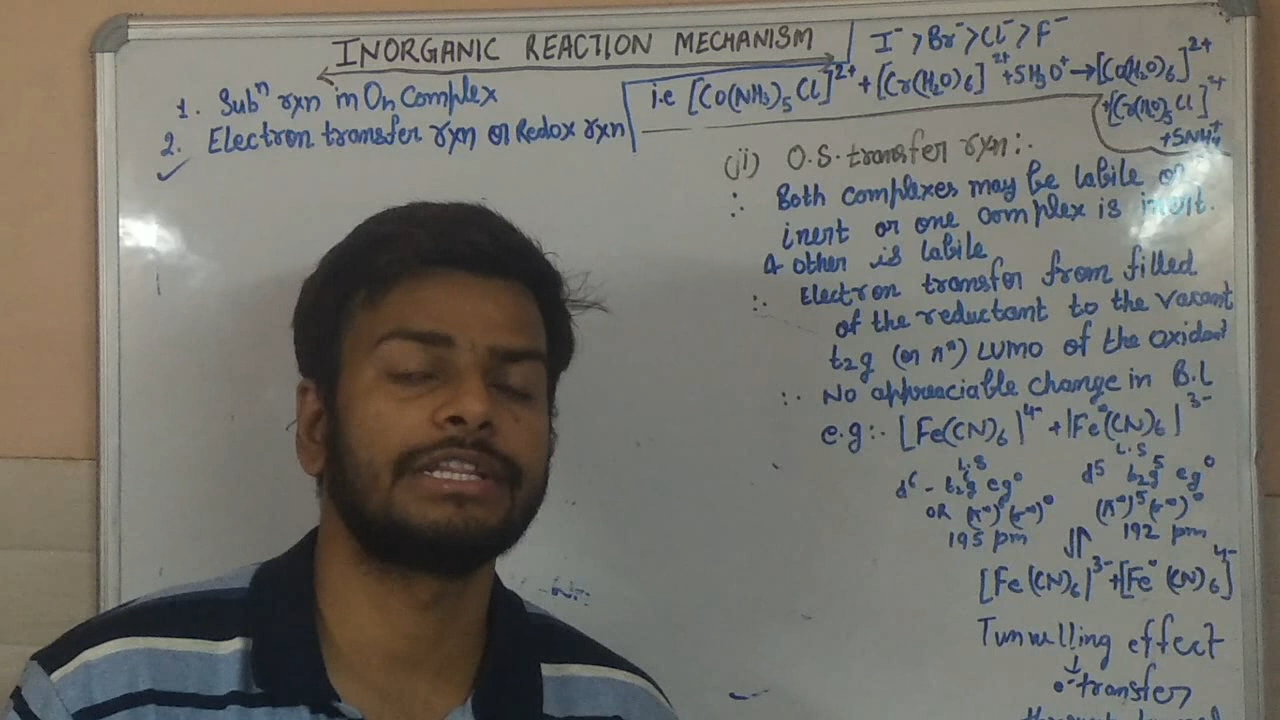 INORGANIC REACTION MECHANISM
I⁻ > Br⁻ > Cl⁻ > F⁻
1. Subⁿ rxn in Oh Complex
2. Electron transfer rxn or Redox rxn
i.e [Co(NH₃)₅Cl]²⁺ + [Cr(H₂O)₆]²⁺ + 5H₃O⁺ → [Co(H₂O)₆]²⁺
+[Cr(H₂O)₅Cl]²⁺
+5NH₄⁺
(ii) O.S. transfer rxn:.
∴ Both complexes may be labile or
inert or one complex is inert.
& other is labile
∴ Electron transfer from filled
of the reductant to the vacant
t₂g (or π*) LUMO of the oxidant
∴ No appreaciable change in B.L
e.g:. [Fe(CN)₆]⁴⁻ + [Fe*(CN)₆]³⁻
L.S L.S
d⁶ - t₂g⁶ eg⁰ d⁵ t₂g⁵ eg⁰
OR (π*)⁶(σ*)⁰ (π*)⁵(σ*)⁰
195 pm ⇌ 192 pm
[Fe(CN)₆]³⁻ + [Fe*(CN)₆]⁴⁻
Tunnelling effect
↓
e⁻ transfer